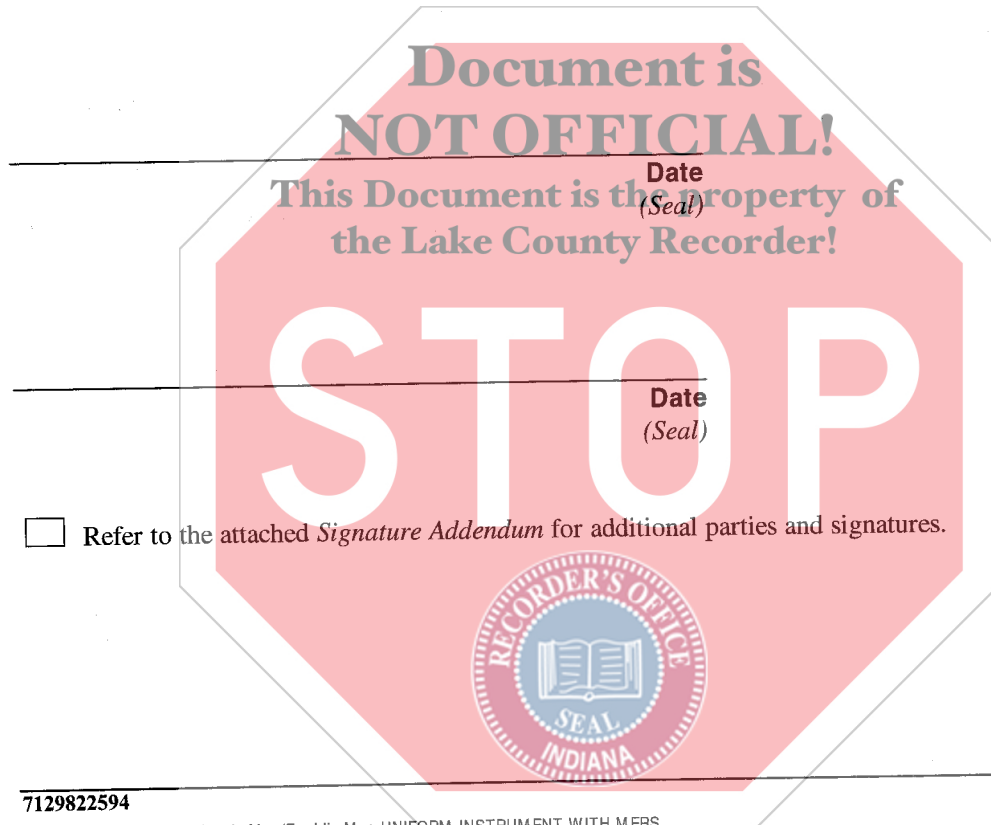 Document is
NOT OFFICIAL!
Date
This Document is the property of
(Seal)
the Lake County Recorder!
STOP
Date
(Seal)
Refer to the attached Signature Addendum for additional parties and signatures.
RECORDER'S OFFICE
SEAL
INDIANA
7129822594
UNIFORM INSTRUMENT WITH MERS